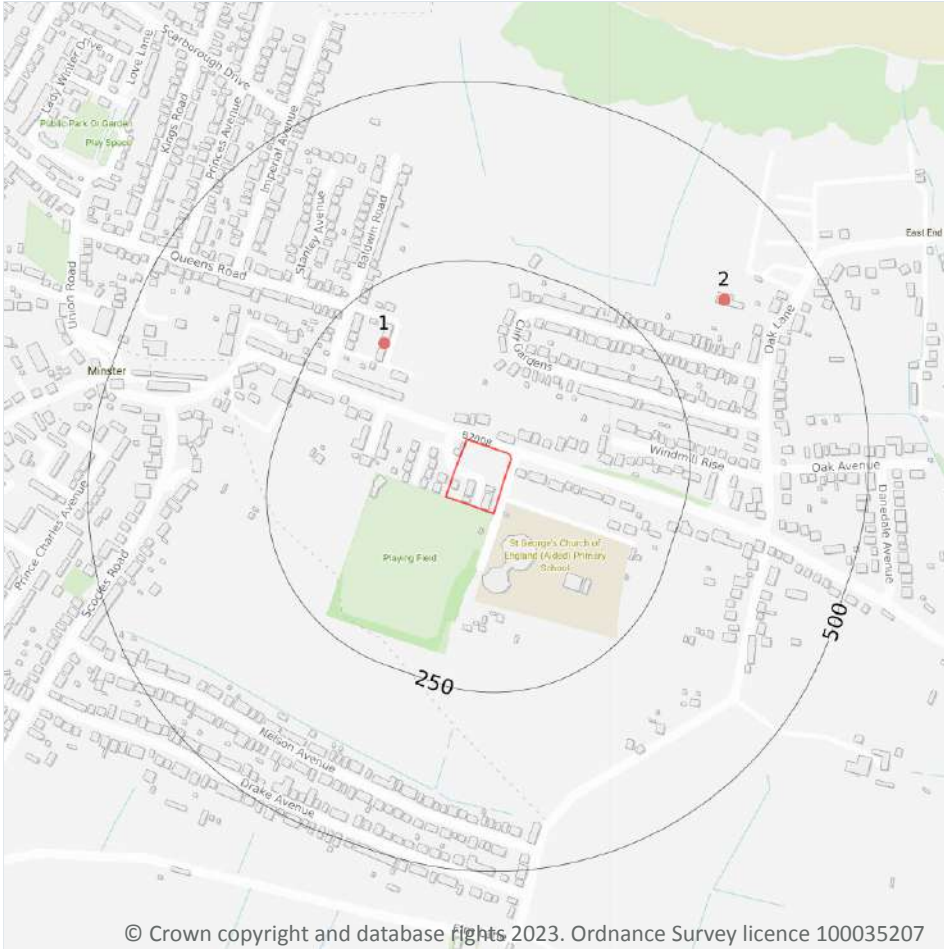 Scarborough Drive
Lady Winter Drive
Love Lane
Public Park Or Garden
Play Space
Kings Road
Princes Avenue
Imperial Avenue
Stanley Avenue
Baldwin Road
Queens Road
Union Road
Minster
East End
2
1
Oak Lane
Cliff Gardens
B2008
Windmill Rise
Oak Avenue
Danedale Avenue
Prince Charles Avenue
Scocles Road
Playing Field
St George's Church of
England (Aided) Primary
School
500
250
Nelson Avenue
Drake Avenue
© Crown copyright and database rights 2023. Ordnance Survey licence 100035207